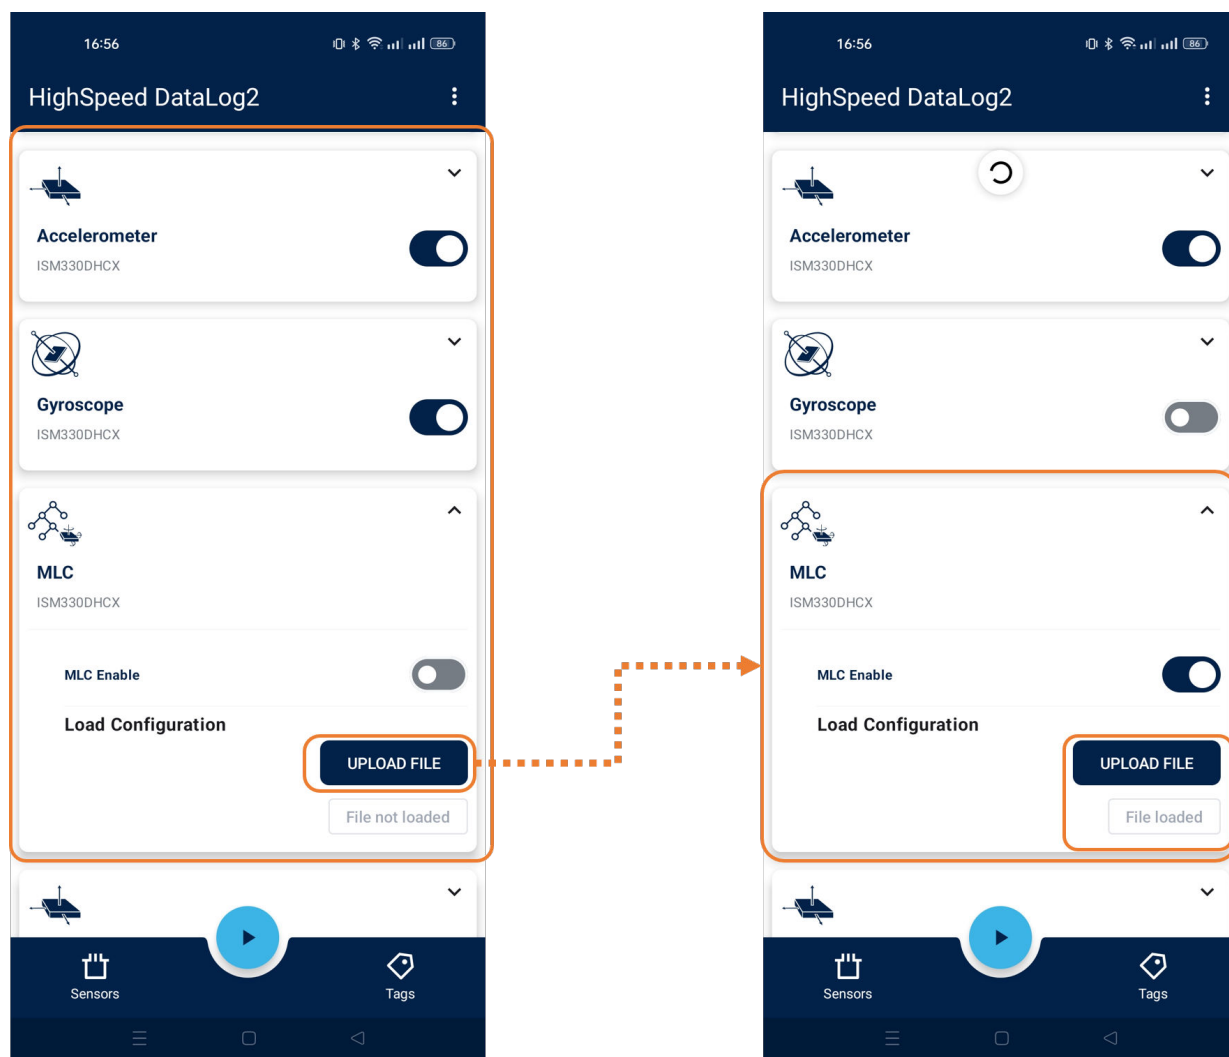 16:56
86
HighSpeed DataLog2
Accelerometer
ISM330DHCX
Gyroscope
ISM330DHCX
MLC
ISM330DHCX
MLC Enable
Load Configuration
UPLOAD FILE
File not loaded
Sensors
Tags
16:56
86
HighSpeed DataLog2
Accelerometer
ISM330DHCX
Gyroscope
ISM330DHCX
MLC
ISM330DHCX
MLC Enable
Load Configuration
UPLOAD FILE
File loaded
Sensors
Tags